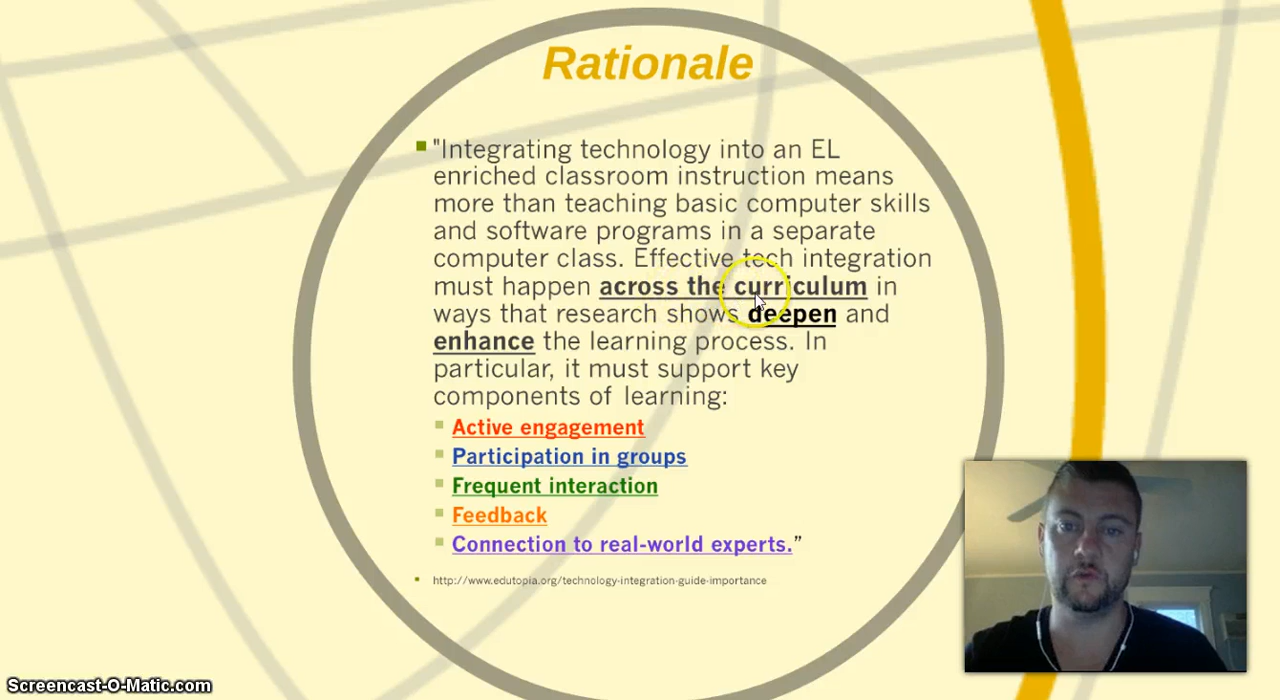 Rationale
"Integrating technology into an EL
enriched classroom instruction means
more than teaching basic computer skills
and software programs in a separate
computer class. Effective tech integration
must happen across the curriculum in
ways that research shows deepen and
enhance the learning process. In
particular, it must support key
components of learning:
Active engagement
Participation in groups
Frequent interaction
Feedback
Connection to real-world experts.”
http://www.edutopia.org/technology-integration-guide-importance
Screencast-O-Matic.com